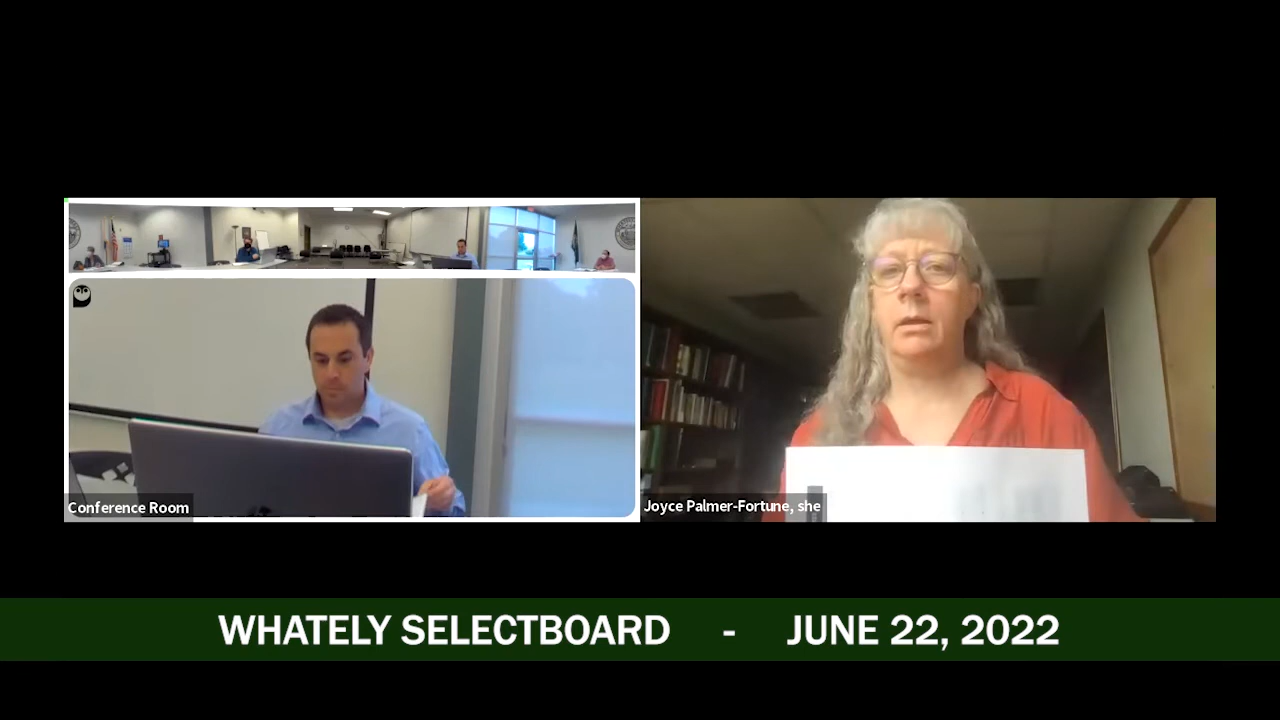 Conference Room
Joyce Palmer-Fortune, she
WHATELY SELECTBOARD - JUNE 22, 2022